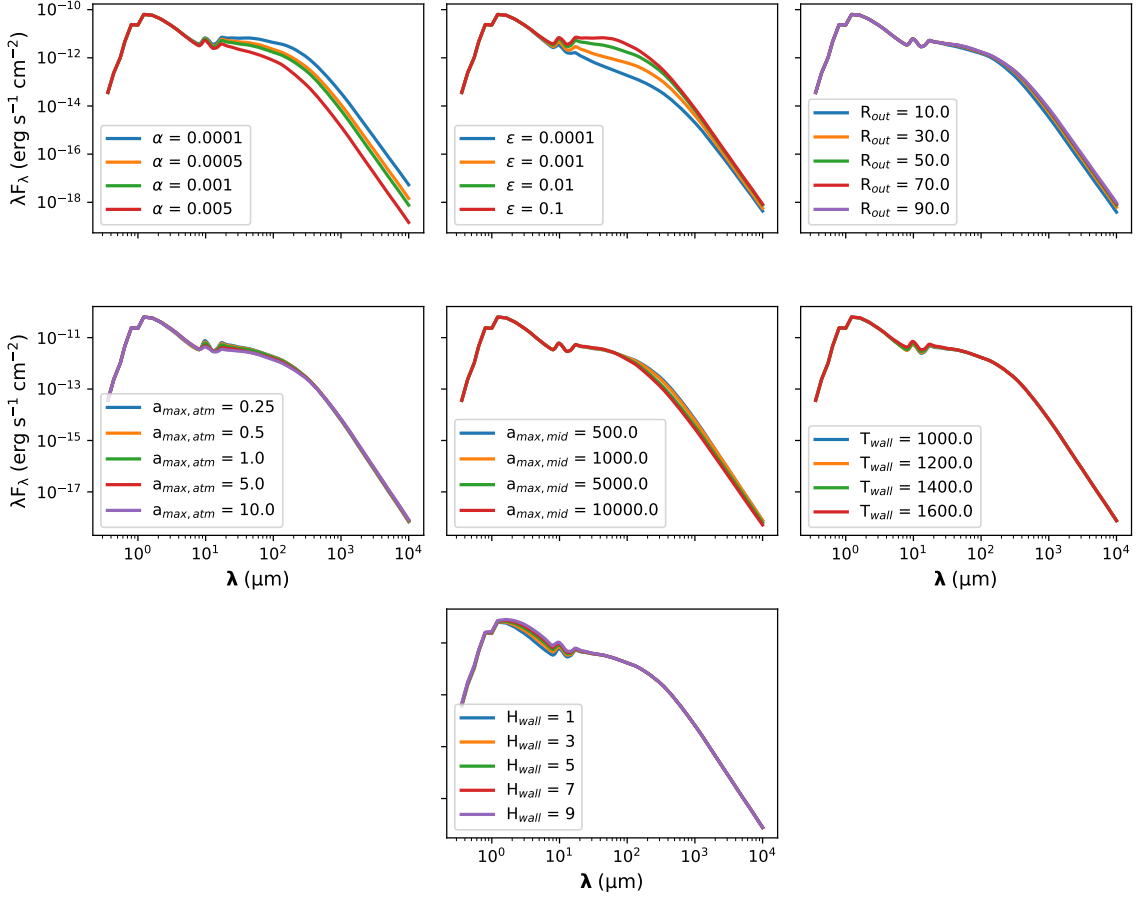 10⁻¹⁰
10⁻¹²
10⁻¹⁴
10⁻¹⁶
10⁻¹⁸
λF_λ (erg s⁻¹ cm⁻²)
α = 0.0001
α = 0.0005
α = 0.001
α = 0.005
ε = 0.0001
ε = 0.001
ε = 0.01
ε = 0.1
R_out = 10.0
R_out = 30.0
R_out = 50.0
R_out = 70.0
R_out = 90.0
10⁻¹¹
10⁻¹³
10⁻¹⁵
10⁻¹⁷
λF_λ (erg s⁻¹ cm⁻²)
a_max,atm = 0.25
a_max,atm = 0.5
a_max,atm = 1.0
a_max,atm = 5.0
a_max,atm = 10.0
10⁰ 10¹ 10² 10³ 10⁴
λ (μm)
a_max,mid = 500.0
a_max,mid = 1000.0
a_max,mid = 5000.0
a_max,mid = 10000.0
T_wall = 1000.0
T_wall = 1200.0
T_wall = 1400.0
T_wall = 1600.0
10⁰ 10¹ 10² 10³ 10⁴
λ (μm)
H_wall = 1
H_wall = 3
H_wall = 5
H_wall = 7
H_wall = 9
10⁰ 10¹ 10² 10³ 10⁴
λ (μm)